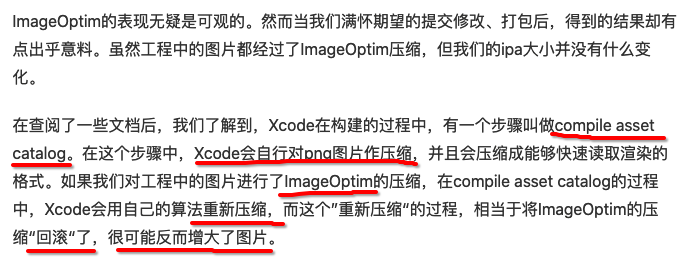 ImageOptim的表现无疑是可观的。然而当我们满怀期望的提交修改、打包后，得到的结果却有
点出乎意料。虽然工程中的图片都经过了ImageOptim压缩，但我们的ipa大小并没有什么变
化。
在查阅了一些文档后，我们了解到，Xcode在构建的过程中，有一个步骤叫做compile asset
catalog。在这个步骤中，Xcode会自行对png图片作压缩，并且会压缩成能够快速读取渲染的
格式。如果我们对工程中的图片进行了ImageOptim的压缩，在compile asset catalog的过程
中，Xcode会用自己的算法重新压缩，而这个”重新压缩“的过程，相当于将ImageOptim的压
缩”回滚“了，很可能反而增大了图片。